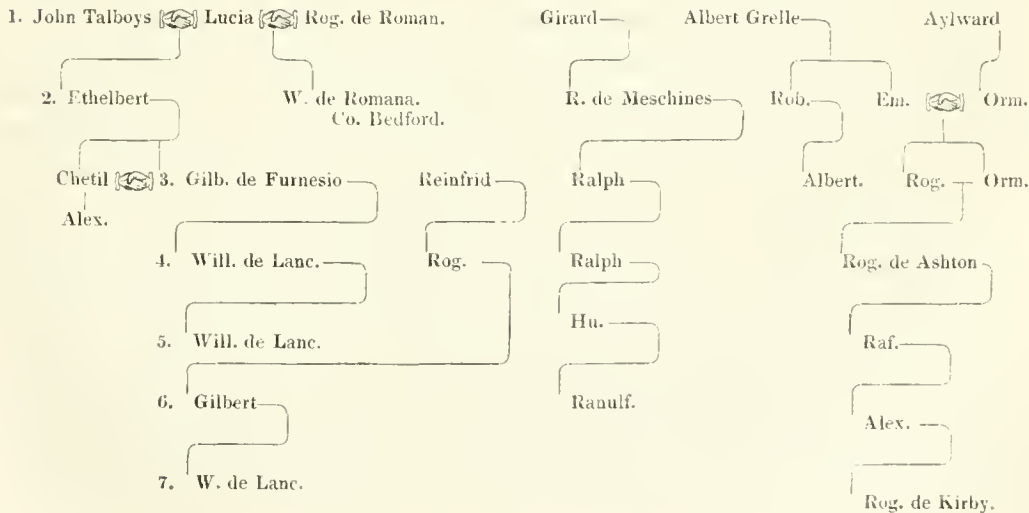 1. John Talboys Lucia Rog. de Roman. Girard Albert Grelle Aylward
2. Ethelbert W. de Romana. R. de Meschines Rob. Em. Orm.
Co. Bedford.
Chetil 3. Gilb. de Furnesio Reinfrid Ralph Albert. Rog. — Orm.
Alex.
4. Will. de Lanc. Rog. Ralph Rog. de Ashton
5. Will. de Lanc. Hu. Raf.
6. Gilbert Ranulf. Alex.
7. W. de Lanc. Rog. de Kirby.